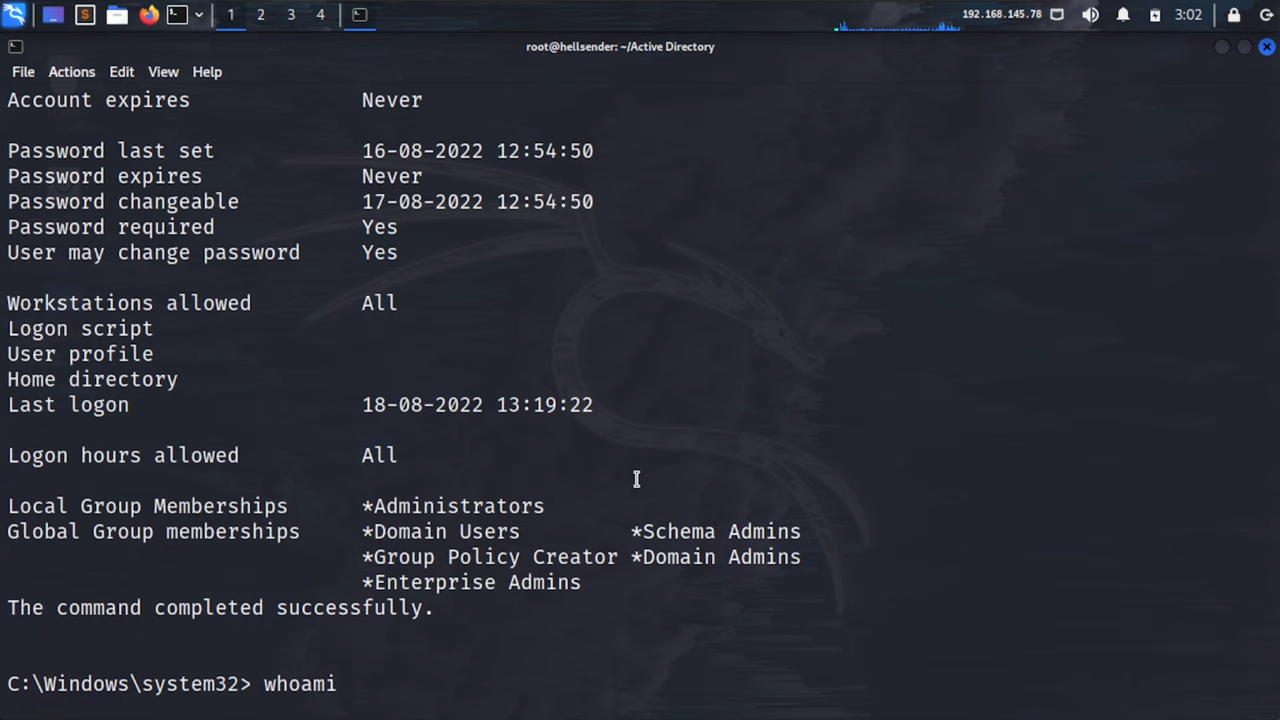 1 2 3 4 192.168.145.78 3:02
root@hellsender: ~/Active Directory
File Actions Edit View Help
Account expires Never
Password last set 16-08-2022 12:54:50
Password expires Never
Password changeable 17-08-2022 12:54:50
Password required Yes
User may change password Yes
Workstations allowed All
Logon script
User profile
Home directory
Last logon 18-08-2022 13:19:22
Logon hours allowed All
Local Group Memberships *Administrators
Global Group memberships *Domain Users *Schema Admins
*Group Policy Creator *Domain Admins
*Enterprise Admins
The command completed successfully.
C:\Windows\system32> whoami